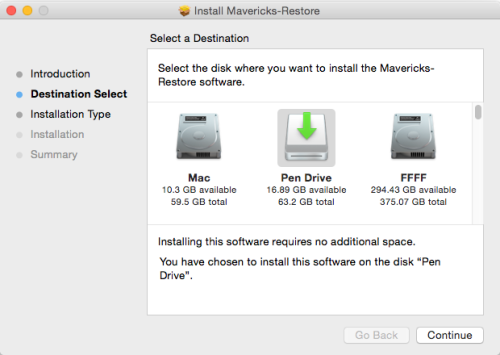 Install Mavericks-Restore
Select a Destination
Introduction
Destination Select
Installation Type
Installation
Summary
Select the disk where you want to install the Mavericks-
Restore software.
Mac
10.3 GB available
59.5 GB total
Pen Drive
16.89 GB available
63.2 GB total
FFFF
294.43 GB available
375.07 GB total
Installing this software requires no additional space.
You have chosen to install this software on the disk “Pen
Drive”.
Go Back
Continue